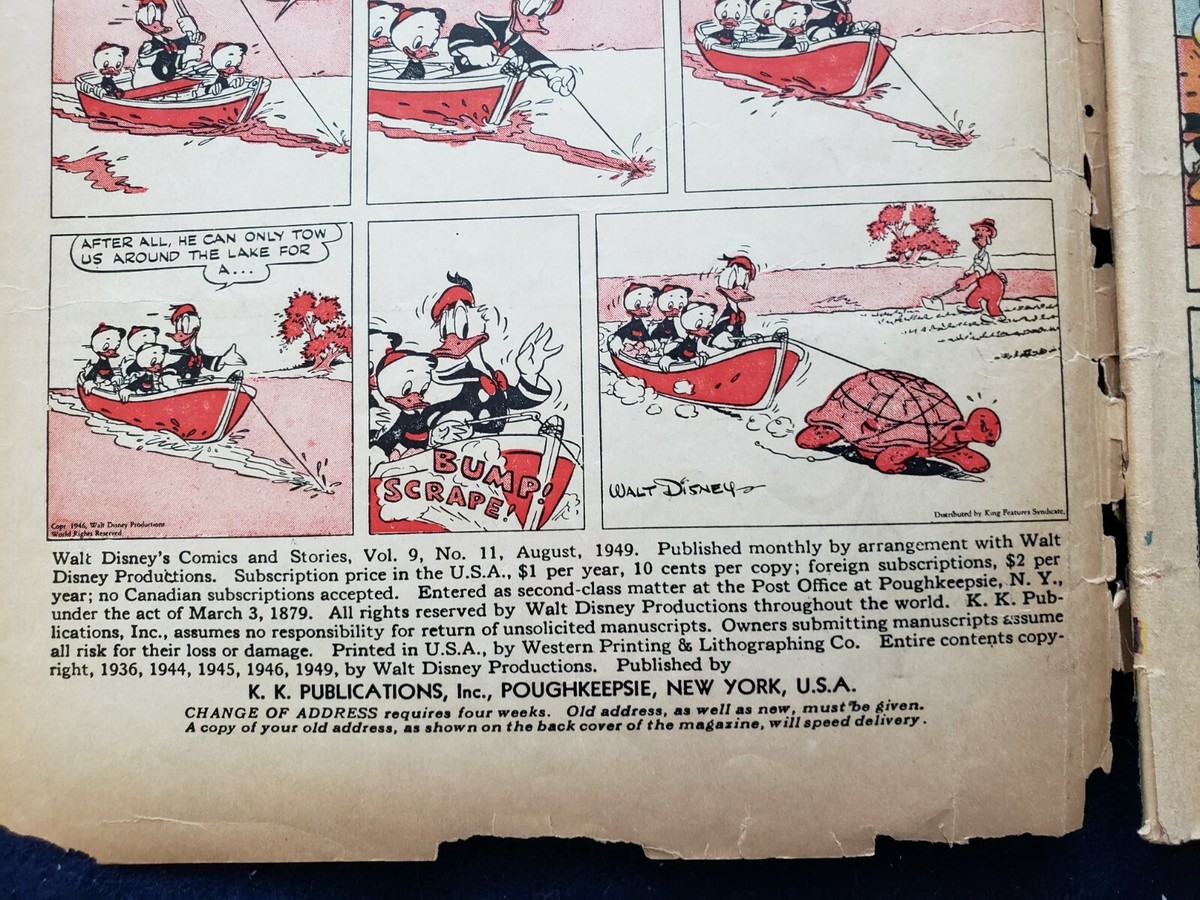 AFTER ALL, HE CAN ONLY TOW
US AROUND THE LAKE FOR
A...
Copr. 1946, Walt Disney Productions
World Rights Reserved
BUMP!
SCRAPE!
WALT DISNEY
Distributed by King Features Syndicate.
Walt Disney's Comics and Stories, Vol. 9, No. 11, August, 1949. Published monthly by arrangement with Walt
Disney Productions. Subscription price in the U.S.A., $1 per year, 10 cents per copy; foreign subscriptions, $2 per
year; no Canadian subscriptions accepted. Entered as second-class matter at the Post Office at Poughkeepsie, N. Y.,
under the act of March 3, 1879. All rights reserved by Walt Disney Productions throughout the world. K. K. Pub-
lications, Inc., assumes no responsibility for return of unsolicited manuscripts. Owners submitting manuscripts assume
all risk for their loss or damage. Printed in U.S.A., by Western Printing & Lithographing Co. Entire contents copy-
right, 1936, 1944, 1945, 1946, 1949, by Walt Disney Productions. Published by
K. K. PUBLICATIONS, Inc., POUGHKEEPSIE, NEW YORK, U.S.A.
CHANGE OF ADDRESS requires four weeks. Old address, as well as new, must be given.
A copy of your old address, as shown on the back cover of the magazine, will speed delivery.